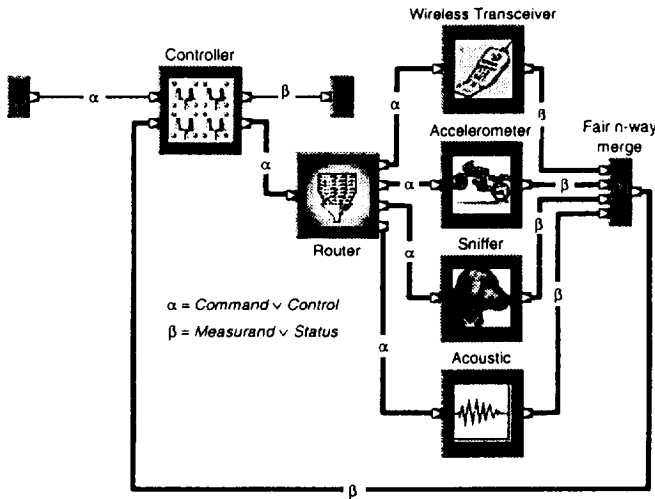 Wireless Transceiver
Controller
α
β
α
α
β
Accelerometer
Fair n-way
merge
α
β
Router
Sniffer
α
β
α = Command ∨ Control
β = Measurand ∨ Status
β
α
Acoustic
β